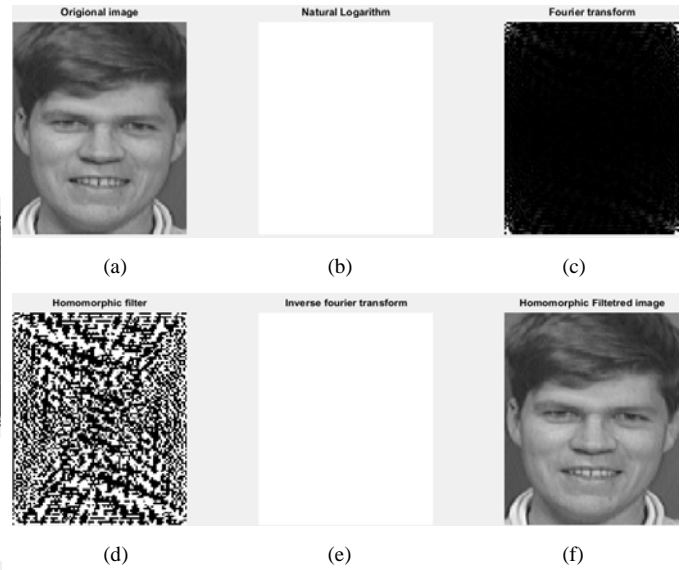 Origional image Natural Logarithm Fourier transform
(a) (b) (c)
Homomorphic filter Inverse fourier transform Homomorphic Filtetred image
(d) (e) (f)